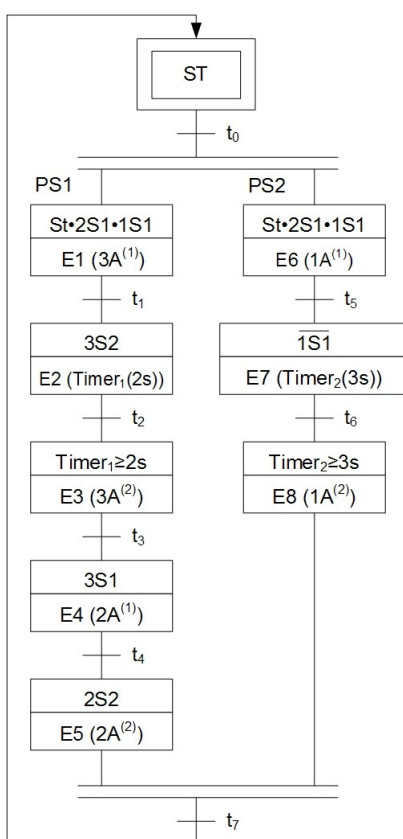 ST
t₀
PS1
PS2
St•2S1•1S1
E1 (3A⁽¹⁾)
t₁
3S2
E2 (Timer₁(2s))
t₂
Timer₁≥2s
E3 (3A⁽²⁾)
t₃
3S1
E4 (2A⁽¹⁾)
t₄
2S2
E5 (2A⁽²⁾)
St•2S1•1S1
E6 (1A⁽¹⁾)
t₅
1̅S̅1̅
E7 (Timer₂(3s))
t₆
Timer₂≥3s
E8 (1A⁽²⁾)
t₇